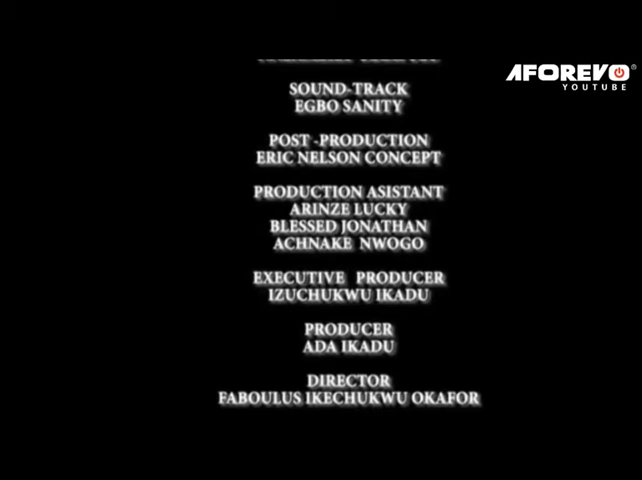 AFOREVO
YOUTUBE
SOUND-TRACK
EGBO SANITY
POST -PRODUCTION
ERIC NELSON CONCEPT
PRODUCTION ASISTANT
ARINZE LUCKY
BLESSED JONATHAN
ACHNAKE NWOGO
EXECUTIVE PRODUCER
IZUCHUKWU IKADU
PRODUCER
ADA IKADU
DIRECTOR
FABOULUS IKECHUKWU OKAFOR